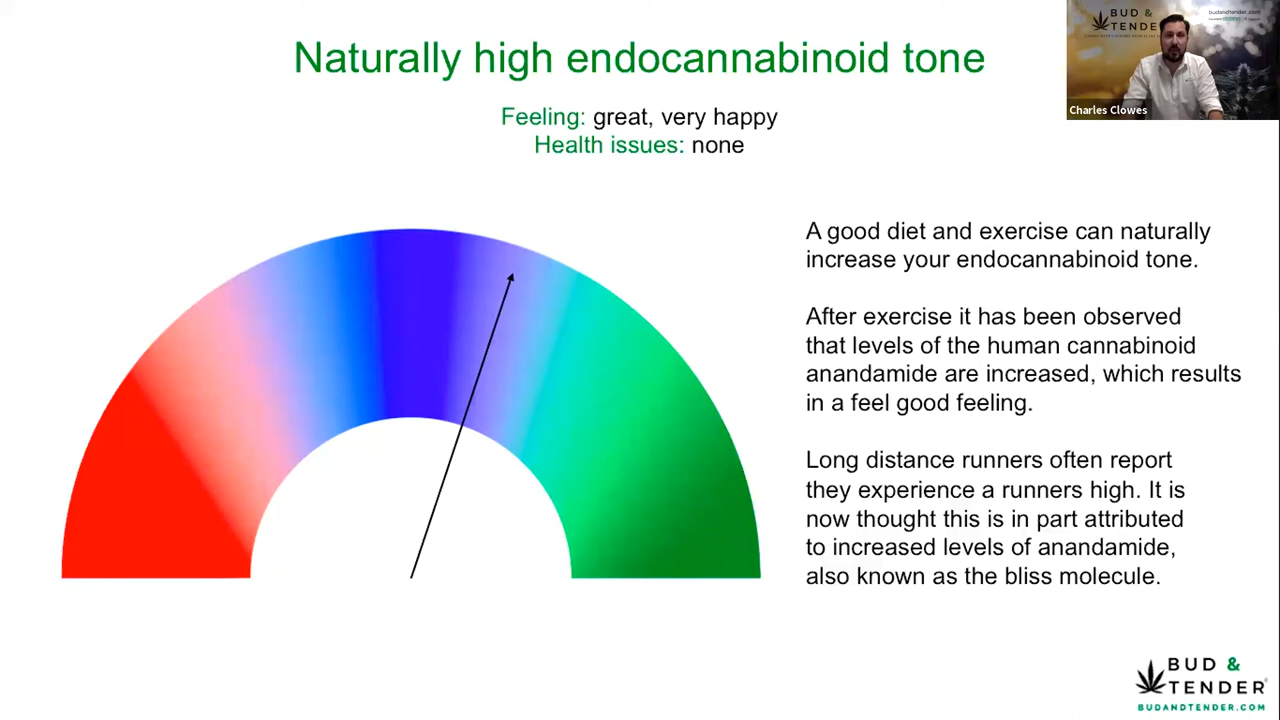 Naturally high endocannabinoid tone
Feeling: great, very happy
Health issues: none
A good diet and exercise can naturally
increase your endocannabinoid tone.
After exercise it has been observed
that levels of the human cannabinoid
anandamide are increased, which results
in a feel good feeling.
Long distance runners often report
they experience a runners high. It is
now thought this is in part attributed
to increased levels of anandamide,
also known as the bliss molecule.
BUD &
TENDER
budandtender.com
Charles Clowes
BUD &
TENDER®
BUDANDTENDER.COM